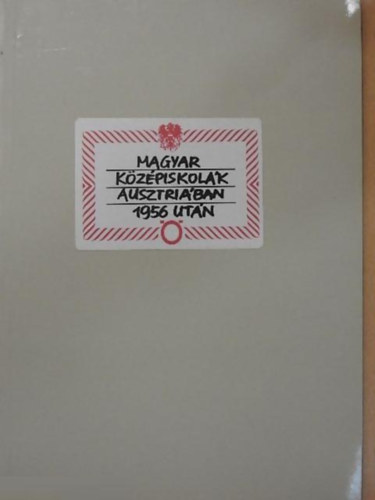 MAGYAR
KÖZÉPISKOLÁK
AUSZTRIÁBAN
1956 UTÁN
Ö